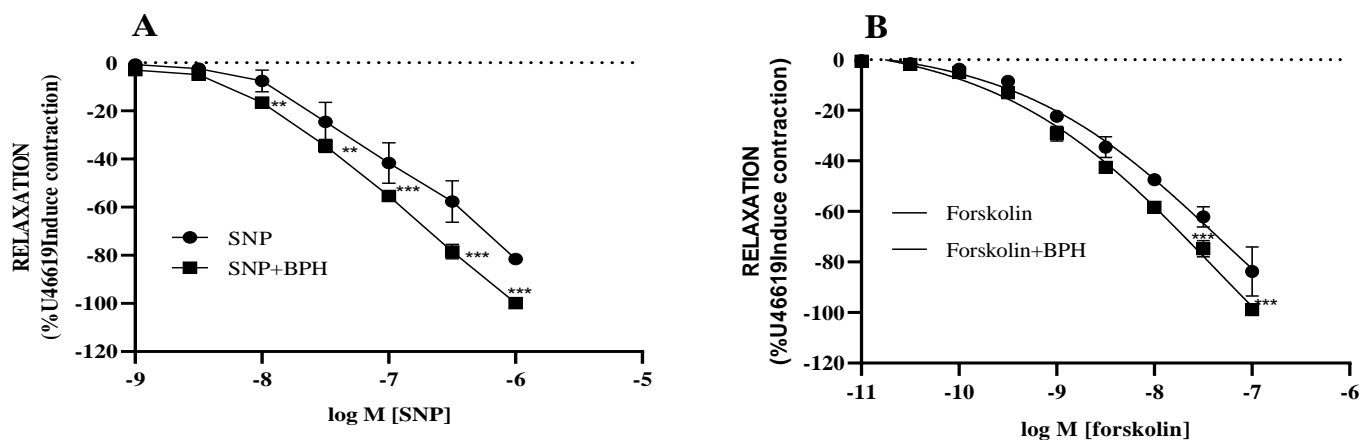 A
RELAXATION
(%U46619Induce contraction)
0
-20
-40
-60
-80
-100
-120
**
**
***
***
***
SNP
SNP+BPH
-9
-8
-7
-6
-5
log M [SNP]
B
RELAXATION
(%U46619Induce contraction)
0
-20
-40
-60
-80
-100
-120
Forskolin
Forskolin+BPH
***
***
-11
-10
-9
-8
-7
-6
log M [forskolin]